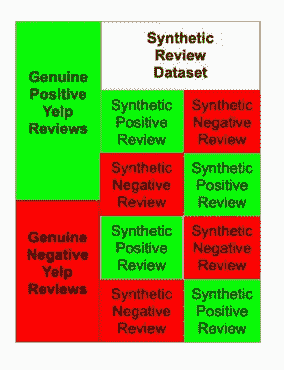 Synthetic
Review
Dataset
Genuine
Positive
Yelp
Reviews
Synthetic
Positive
Review
Synthetic
Negative
Review
Synthetic
Negative
Review
Synthetic
Positive
Review
Genuine
Negative
Yelp
Reviews
Synthetic
Positive
Review
Synthetic
Negative
Review
Synthetic
Negative
Review
Synthetic
Positive
Review